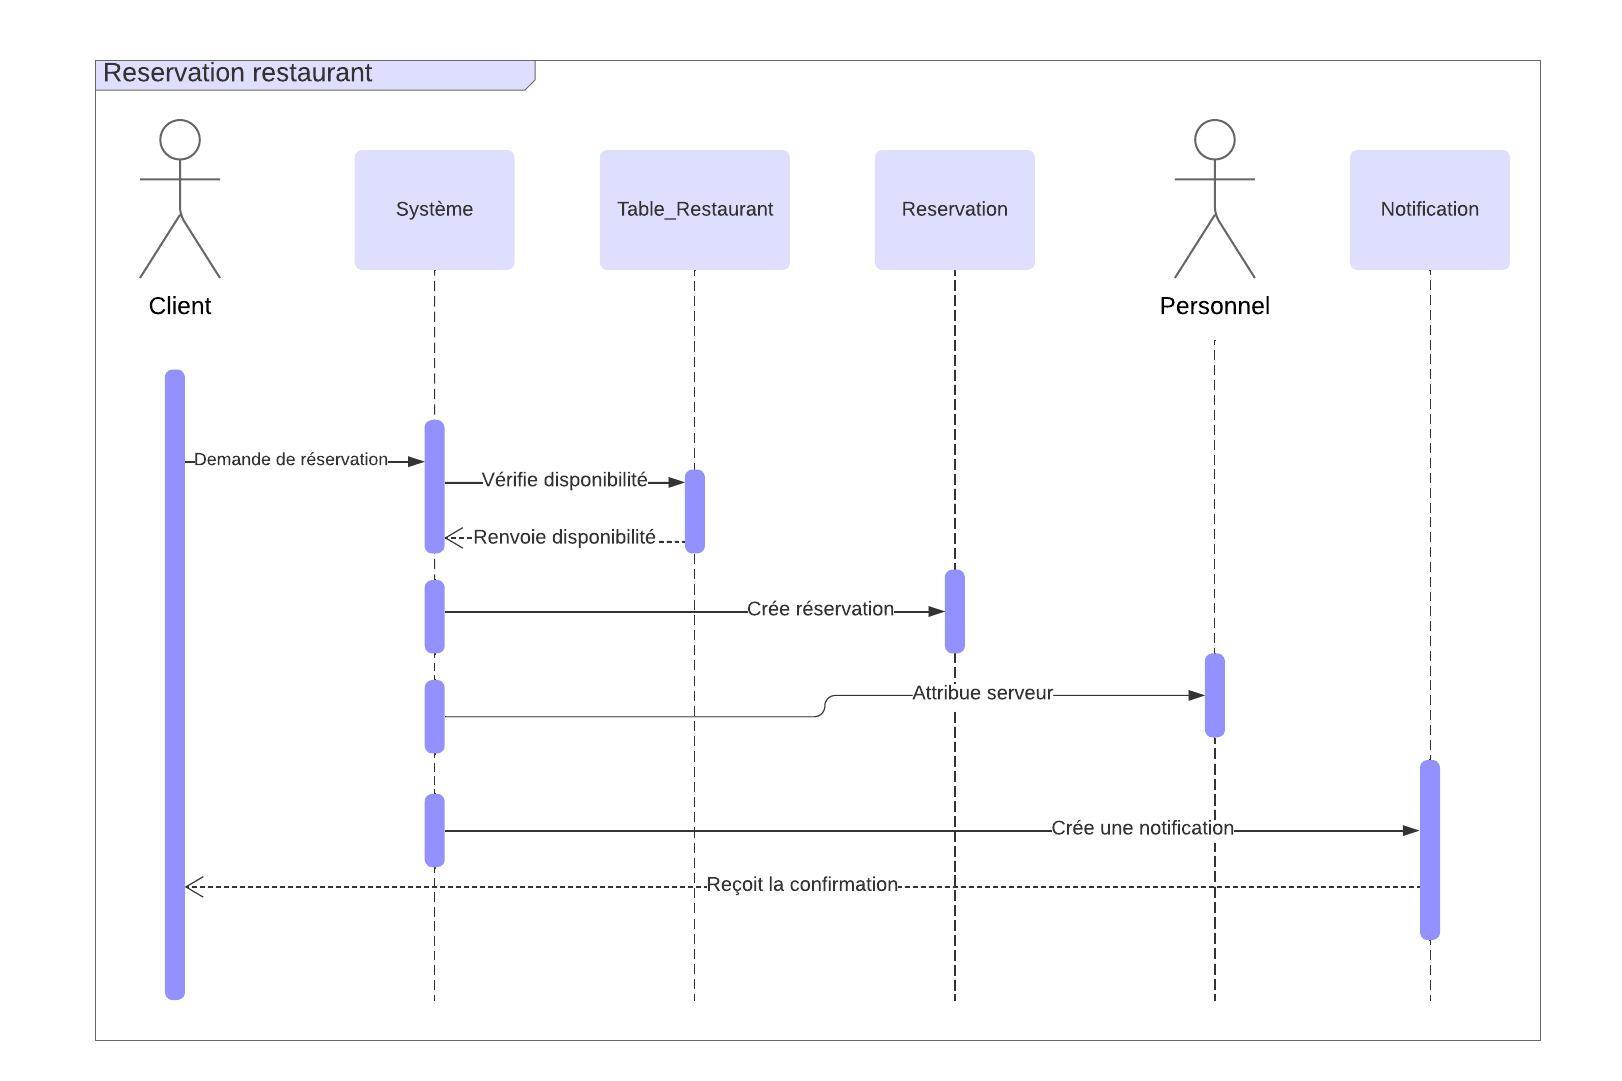 Reservation restaurant
Système
Table_Restaurant
Reservation
Notification
Client
Personnel
Demande de réservation
Vérifie disponibilité
Renvoie disponibilité
Crée réservation
Attribue serveur
Crée une notification
Reçoit la confirmation